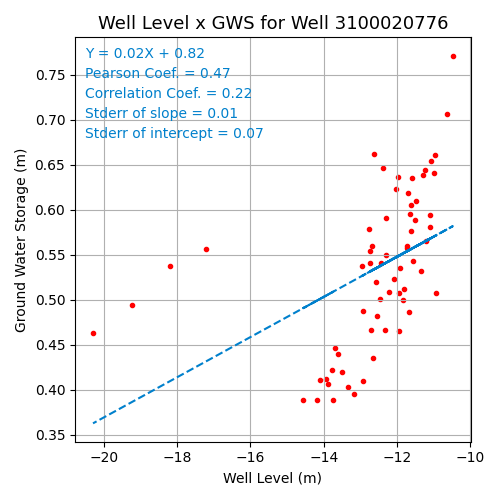 Well Level x GWS for Well 3100020776
Y = 0.02X + 0.82
Pearson Coef. = 0.47
Correlation Coef. = 0.22
Stderr of slope = 0.01
Stderr of intercept = 0.07
Ground Water Storage (m)
0.75
0.70
0.65
0.60
0.55
0.50
0.45
0.40
0.35
−20 −18 −16 −14 −12 −10
Well Level (m)